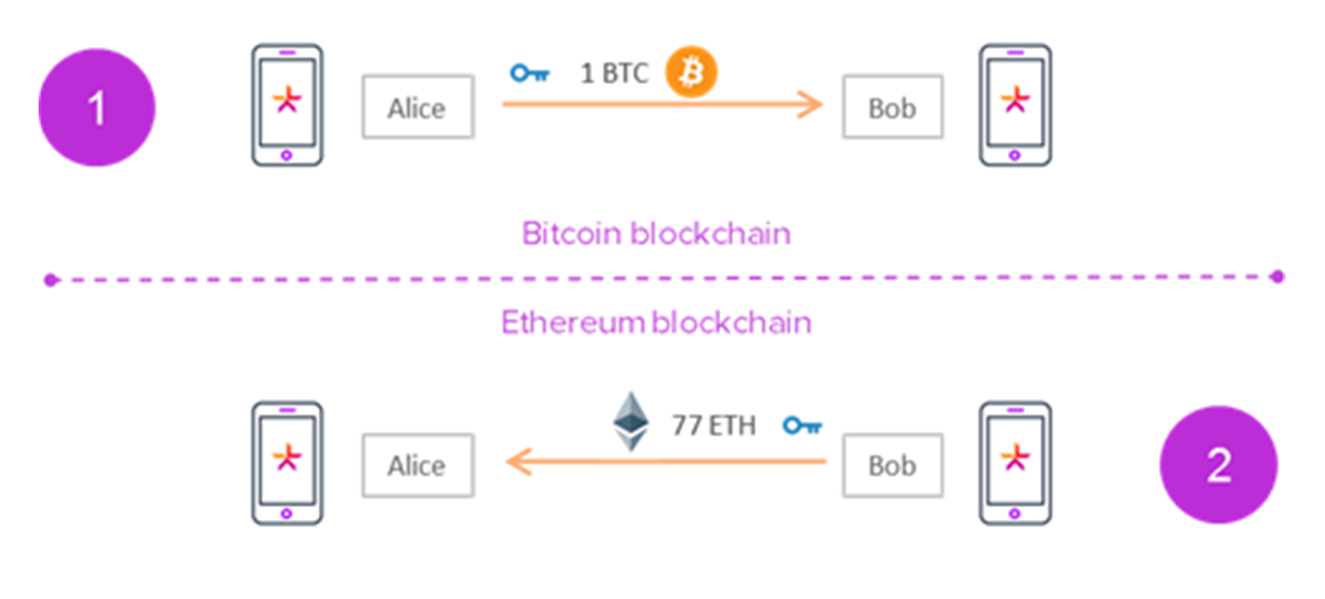 1
Alice
1 BTC
Bob
Bitcoin blockchain
Ethereum blockchain
Alice
77 ETH
Bob
2